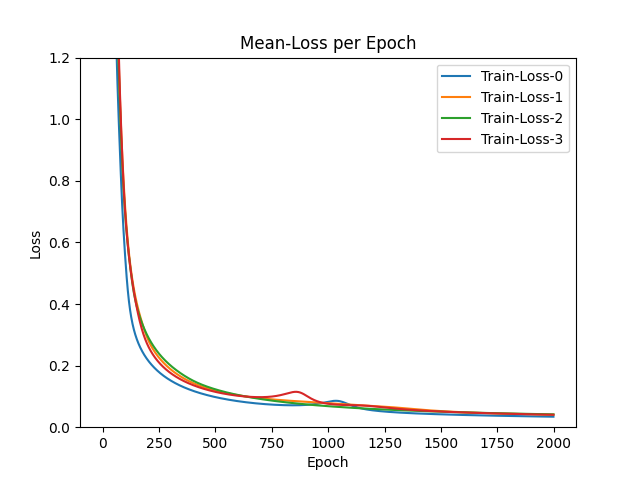 Mean-Loss per Epoch
1.2
1.0
0.8
0.6
0.4
0.2
0.0
Loss
Train-Loss-0
Train-Loss-1
Train-Loss-2
Train-Loss-3
0 250 500 750 1000 1250 1500 1750 2000
Epoch